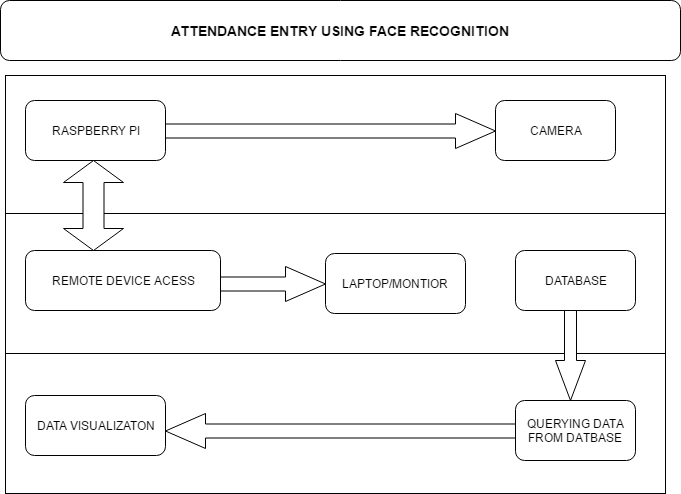 ATTENDANCE ENTRY USING FACE RECOGNITION
RASPBERRY PI
CAMERA
REMOTE DEVICE ACESS
LAPTOP/MONTIOR
DATABASE
DATA VISUALIZATON
QUERYING DATA
FROM DATBASE